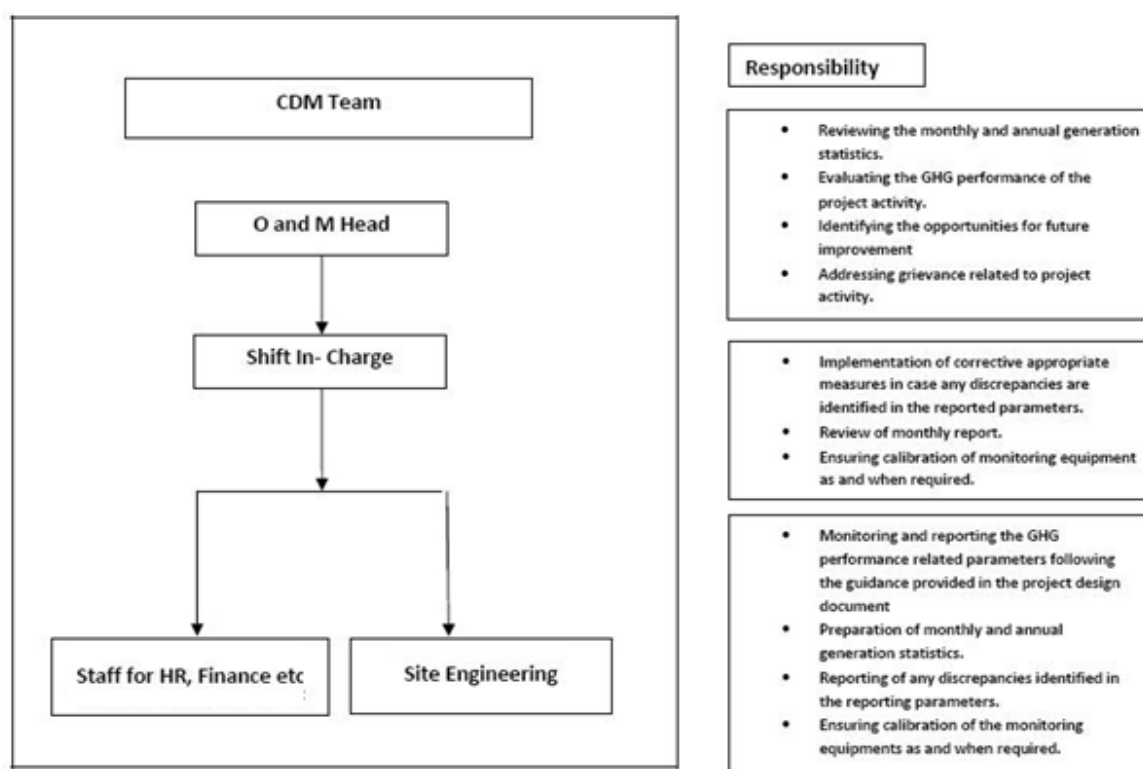 CDM Team
O and M Head
Shift In- Charge
Staff for HR, Finance etc
Site Engineering
Responsibility
• Reviewing the monthly and annual generation
statistics.
• Evaluating the GHG performance of the
project activity.
• Identifying the opportunities for future
improvement
• Addressing grievance related to project
activity.
• Implementation of corrective appropriate
measures in case any discrepancies are
identified in the reported parameters.
• Review of monthly report.
• Ensuring calibration of monitoring equipment
as and when required.
• Monitoring and reporting the GHG
performance related parameters following
the guidance provided in the project design
document
• Preparation of monthly and annual
generation statistics.
• Reporting of any discrepancies identified in
the reporting parameters.
• Ensuring calibration of the monitoring
equipments as and when required.